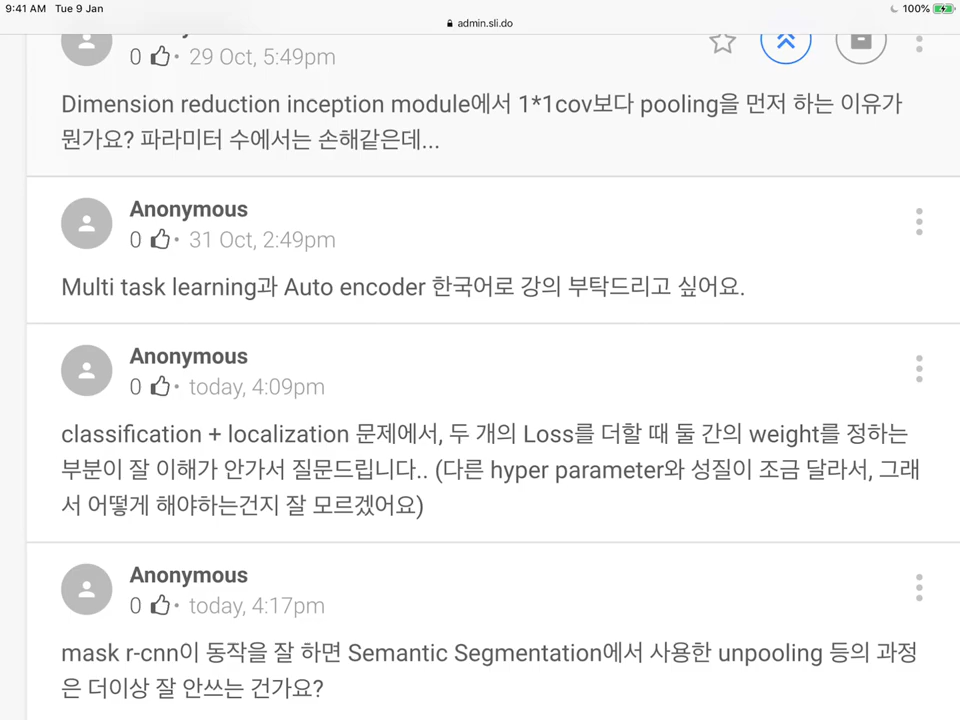 9:41 AM Tue 9 Jan
100%
admin.sli.do
0 · 29 Oct, 5:49pm
Dimension reduction inception module에서 1*1cov보다 pooling을 먼저 하는 이유가
뭔가요? 파라미터 수에서는 손해같은데...
Anonymous
0 · 31 Oct, 2:49pm
Multi task learning과 Auto encoder 한국어로 강의 부탁드리고 싶어요.
Anonymous
0 · today, 4:09pm
classification + localization 문제에서, 두 개의 Loss를 더할 때 둘 간의 weight를 정하는
부분이 잘 이해가 안가서 질문드립니다.. (다른 hyper parameter와 성질이 조금 달라서, 그래
서 어떻게 해야하는건지 잘 모르겠어요)
Anonymous
0 · today, 4:17pm
mask r-cnn이 동작을 잘 하면 Semantic Segmentation에서 사용한 unpooling 등의 과정
은 더이상 잘 안쓰는 건가요?